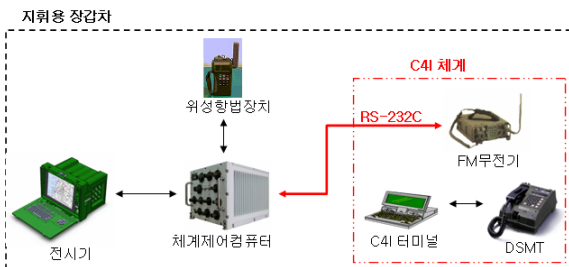 지휘용 장갑차
C4I 체계
위성항법장치
RS-232C
FM무전기
전시기
체계제어컴퓨터
C4I 터미널
DSMT